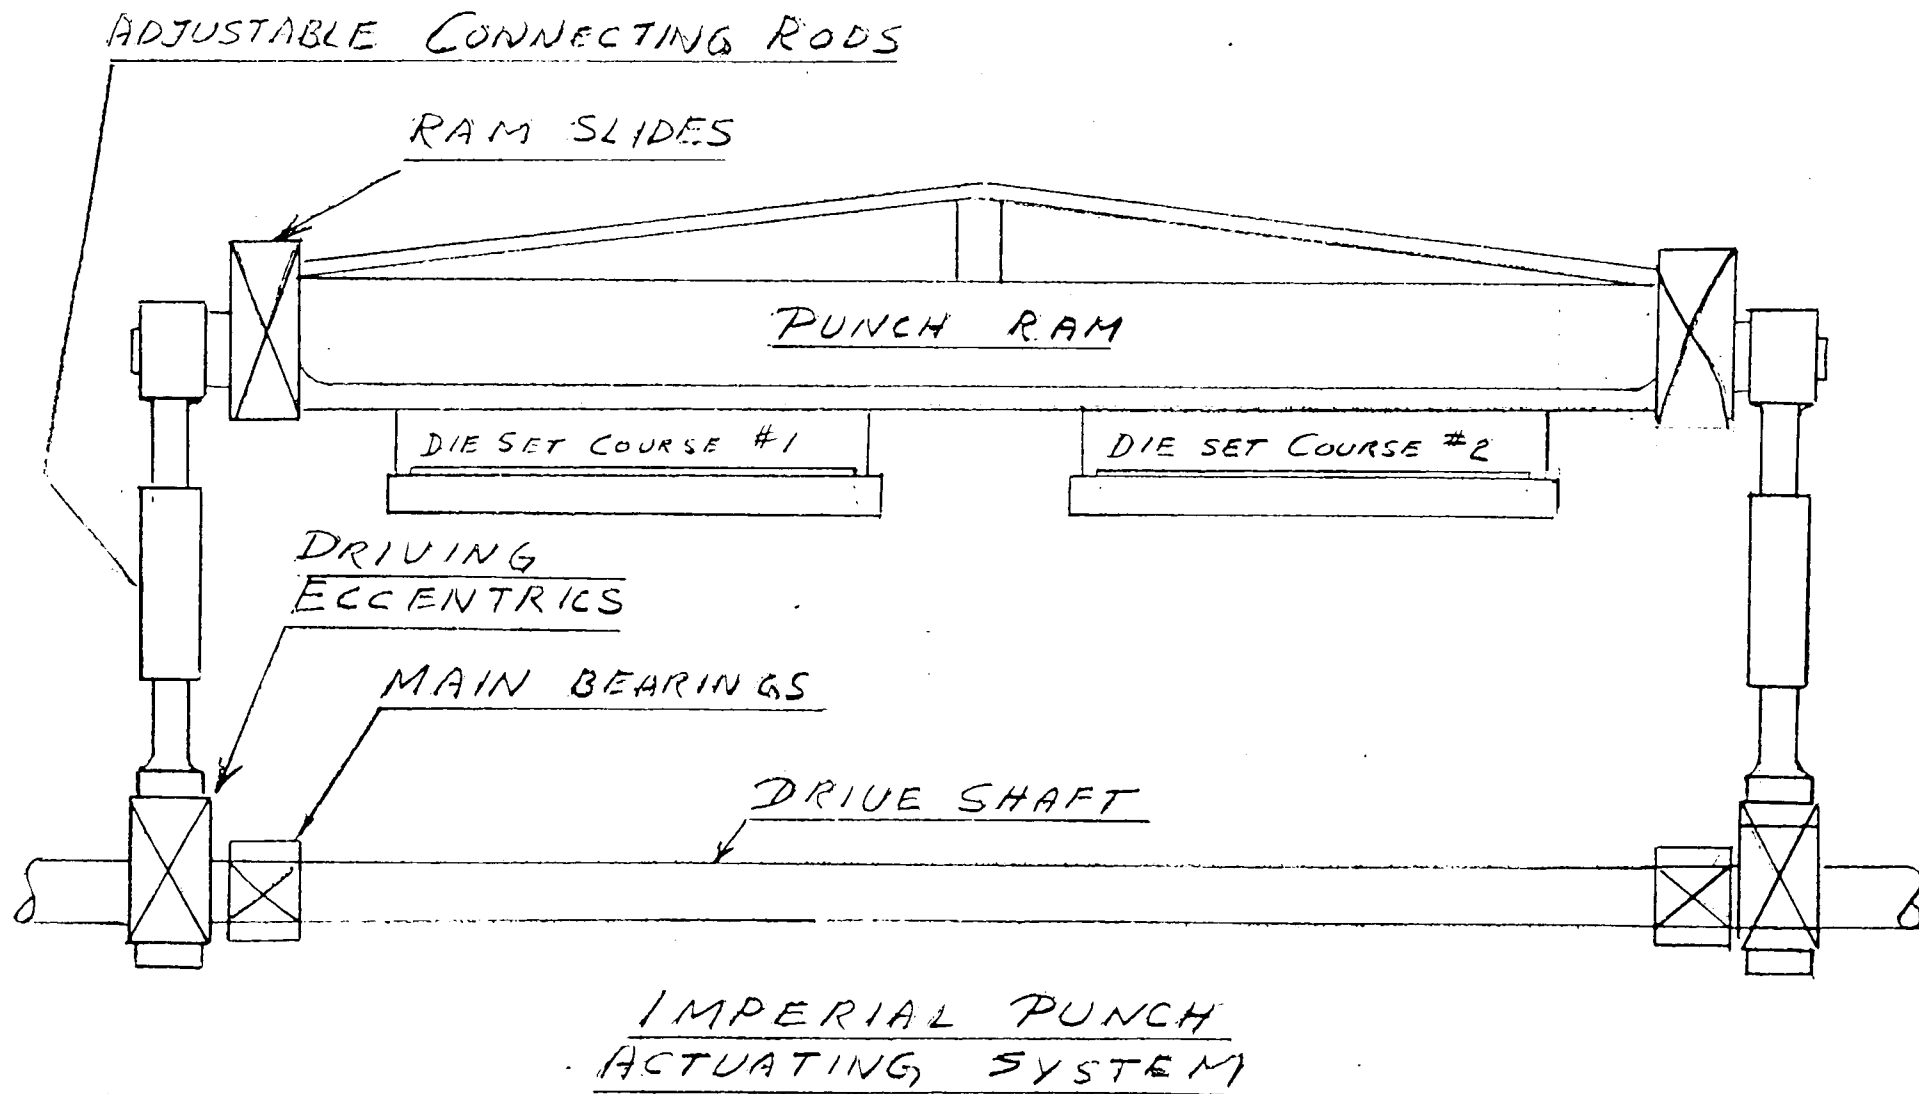 ADJUSTABLE CONNECTING RODS
RAM SLIDES
PUNCH RAM
DIE SET COURSE #1
DIE SET COURSE #2
DRIVING
ECCENTRICS
MAIN BEARINGS
DRIVE SHAFT
IMPERIAL PUNCH
ACTUATING SYSTEM